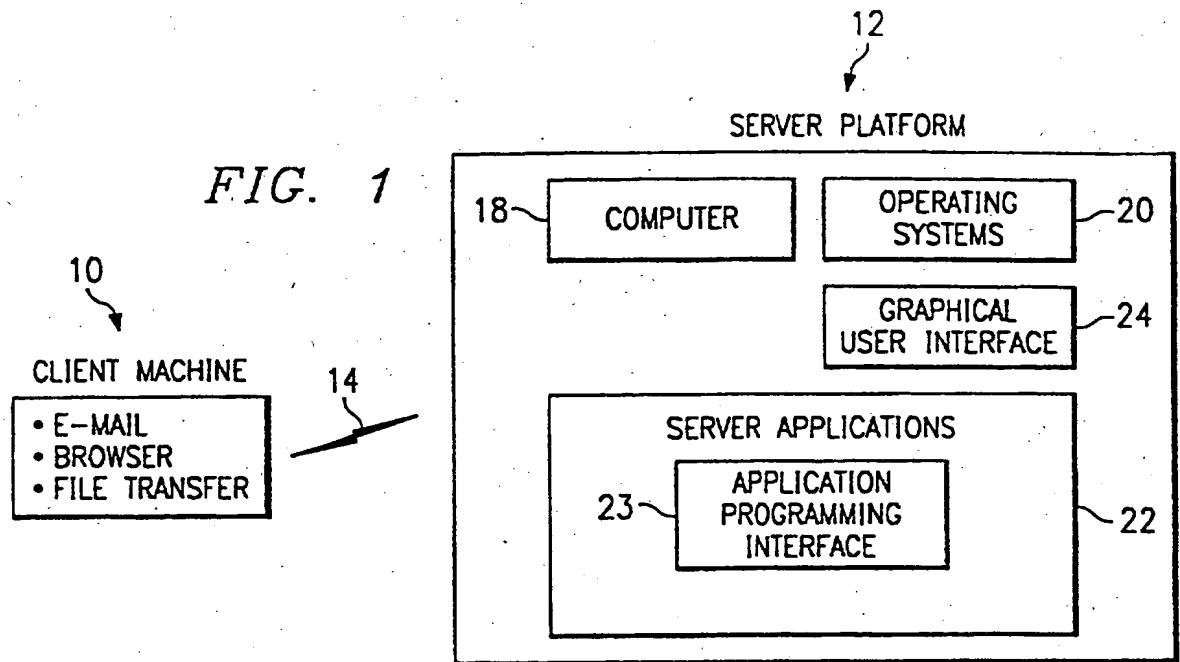 12
SERVER PLATFORM
FIG. 1
18
COMPUTER
OPERATING
SYSTEMS
20
GRAPHICAL
USER INTERFACE
24
10
CLIENT MACHINE
• E-MAIL
• BROWSER
• FILE TRANSFER
14
SERVER APPLICATIONS
23
APPLICATION
PROGRAMMING
INTERFACE
22